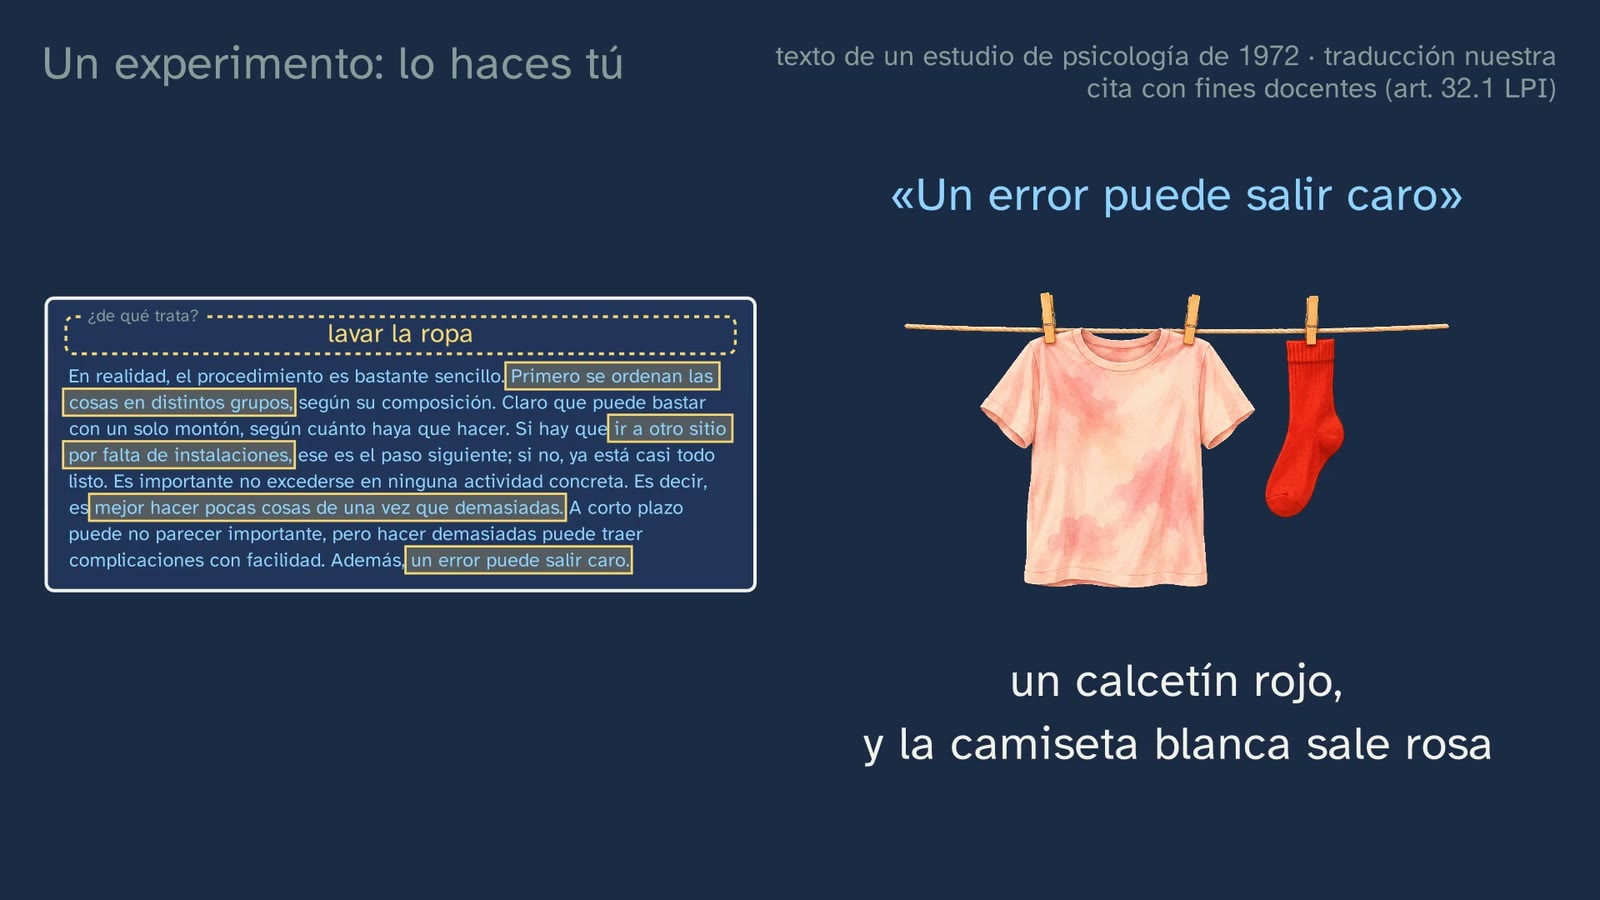 Un experimento: lo haces tú
texto de un estudio de psicología de 1972 · traducción nuestra
cita con fines docentes (art. 32.1 LPI)
¿de qué trata?
lavar la ropa
En realidad, el procedimiento es bastante sencillo. Primero se ordenan las
cosas en distintos grupos, según su composición. Claro que puede bastar
con un solo montón, según cuánto haya que hacer. Si hay que ir a otro sitio
por falta de instalaciones, ese es el paso siguiente; si no, ya está casi todo
listo. Es importante no excederse en ninguna actividad concreta. Es decir,
es mejor hacer pocas cosas de una vez que demasiadas. A corto plazo
puede no parecer importante, pero hacer demasiadas puede traer
complicaciones con facilidad. Además, un error puede salir caro.
«Un error puede salir caro»
un calcetín rojo,
y la camiseta blanca sale rosa